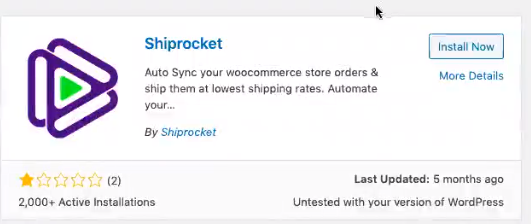 Shiprocket
Install Now
More Details
Auto Sync your woocommerce store orders &
ship them at lowest shipping rates. Automate
your...
By Shiprocket
(2)
Last Updated: 5 months ago
2,000+ Active Installations
Untested with your version of WordPress